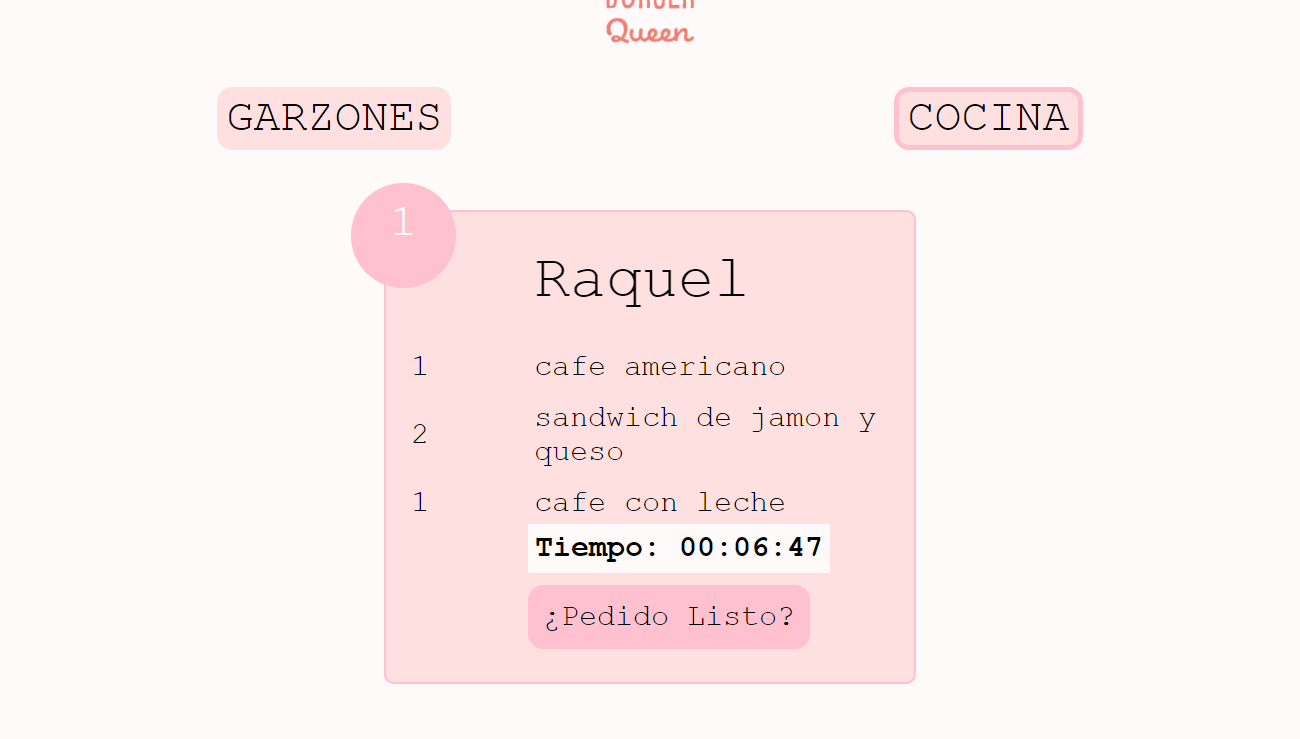 Queen
GARZONES
COCINA
1
Raquel
1 cafe americano
2 sandwich de jamon y
queso
1 cafe con leche
Tiempo: 00:06:47
¿Pedido Listo?